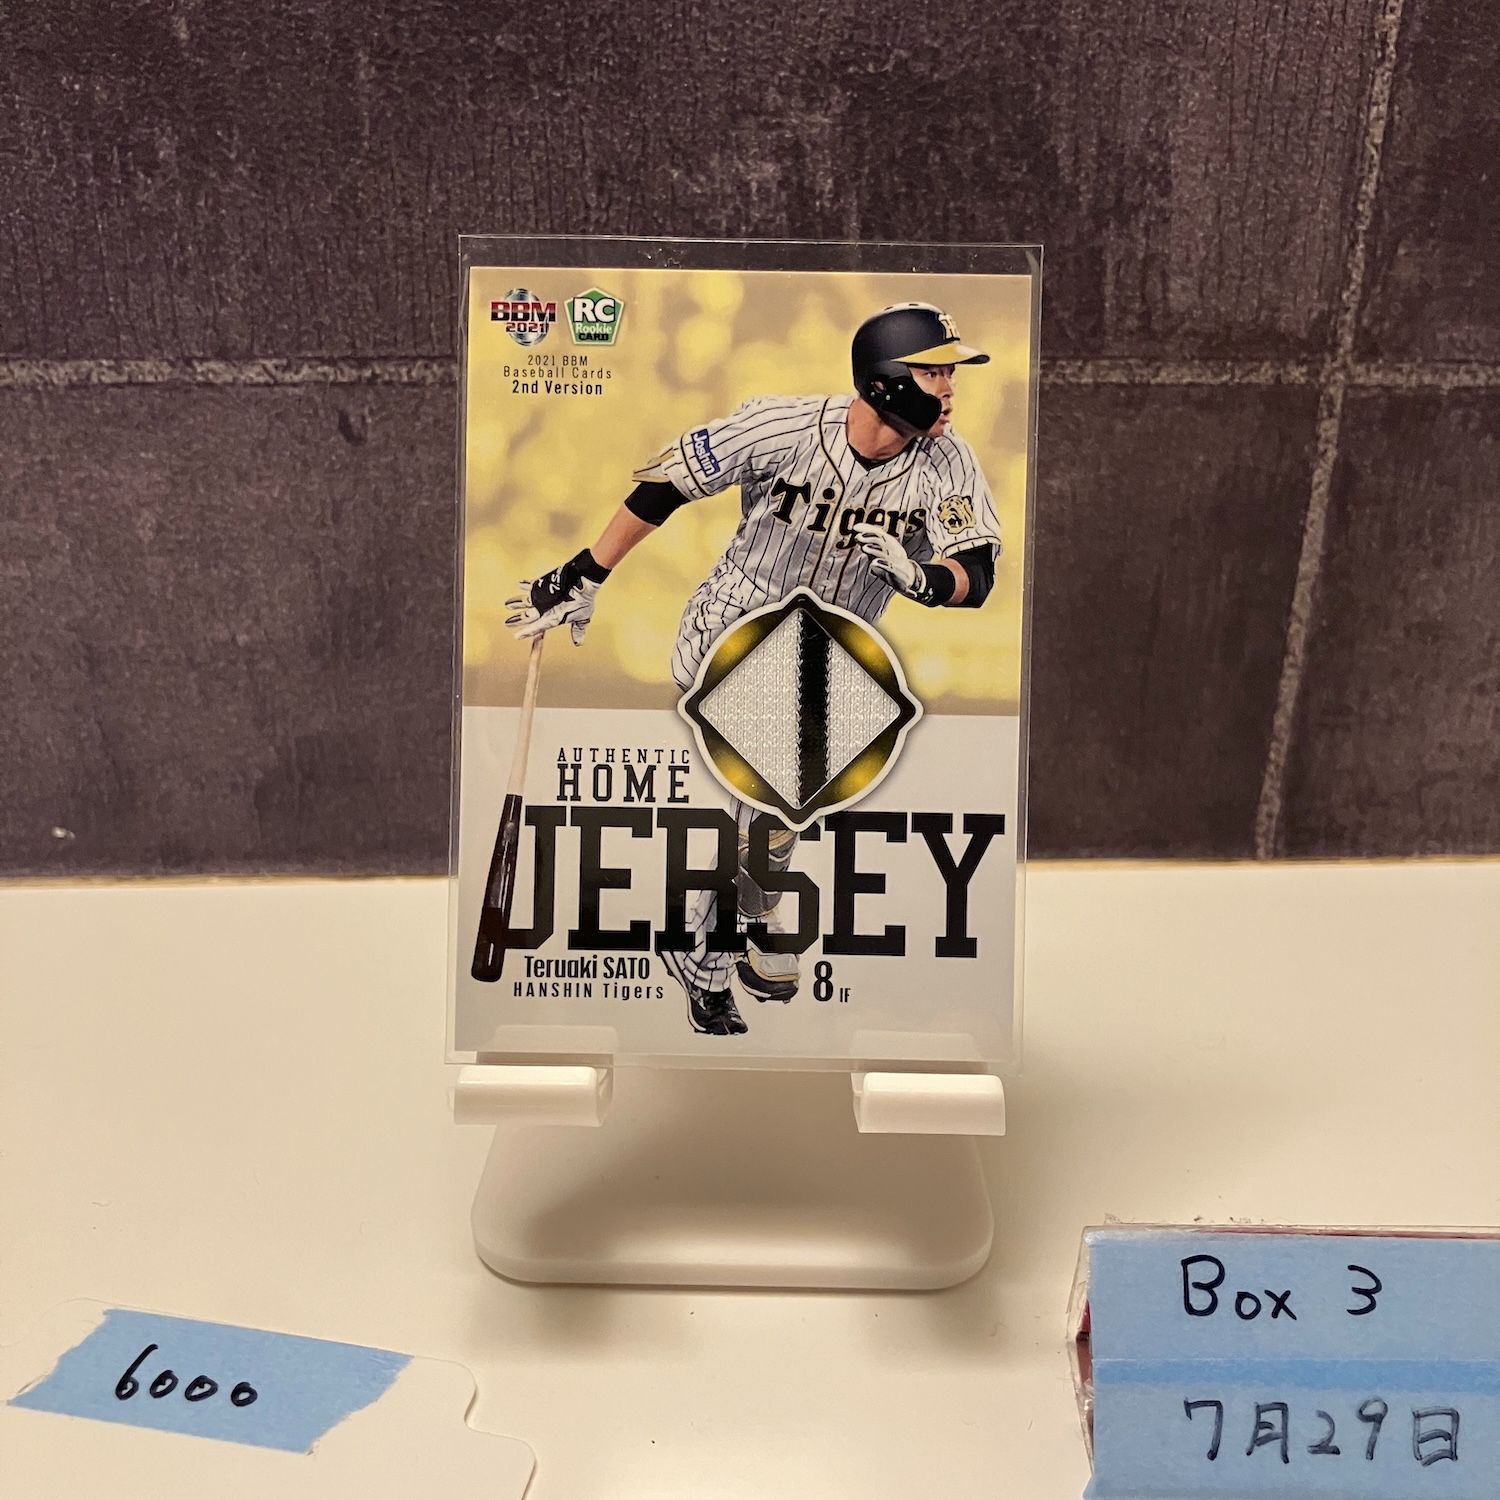 BBM
2021
RC
Rookie
CARD
2021 BBM
Baseball Cards
2nd Version
Joshin
Tigers
AUTHENTIC
HOME
JERSEY
Teruaki SATO
HANSHIN Tigers
8 IF
6000
Box 3
7月29日